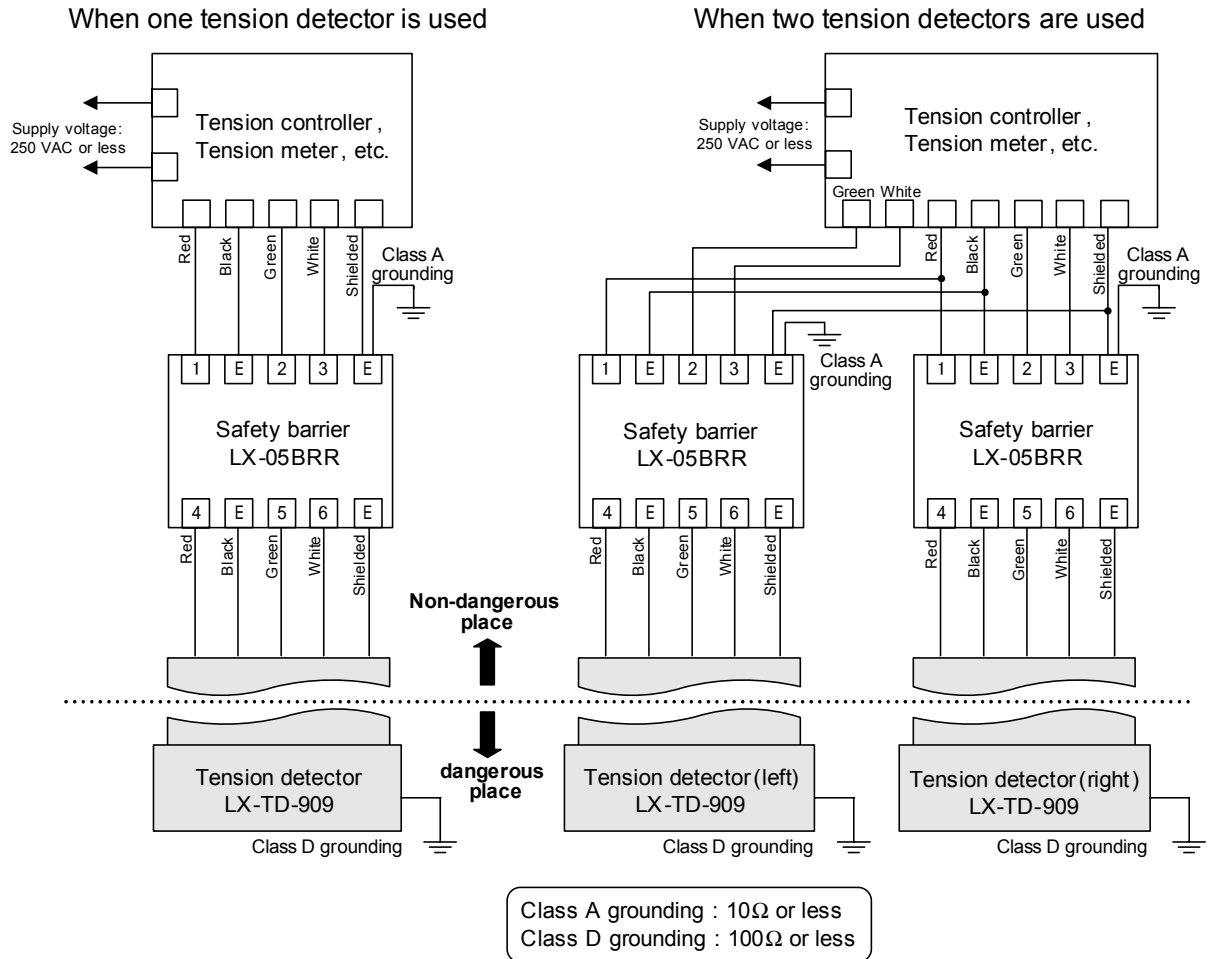 When one tension detector is used
Supply voltage:
250 VAC or less
Tension controller,
Tension meter, etc.
Red
Black
Green
White
Shielded
Class A
grounding
1
E
2
3
E
Safety barrier
LX-05BRR
4
E
5
6
E
Red
Black
Green
White
Shielded
Tension detector
LX-TD-909
Class D grounding
Non-dangerous
place
dangerous
place
When two tension detectors are used
Supply voltage:
250 VAC or less
Tension controller,
Tension meter, etc.
Green White
Red
Black
Green
White
Shielded
Class A
grounding
Class A
grounding
1
E
2
3
E
Safety barrier
LX-05BRR
4
E
5
6
E
Red
Black
Green
White
Shielded
Tension detector (left)
LX-TD-909
Class D grounding
1
E
2
3
E
Safety barrier
LX-05BRR
4
E
5
6
E
Red
Black
Green
White
Shielded
Tension detector (right)
LX-TD-909
Class D grounding
Class A grounding : 10Ω or less
Class D grounding : 100Ω or less